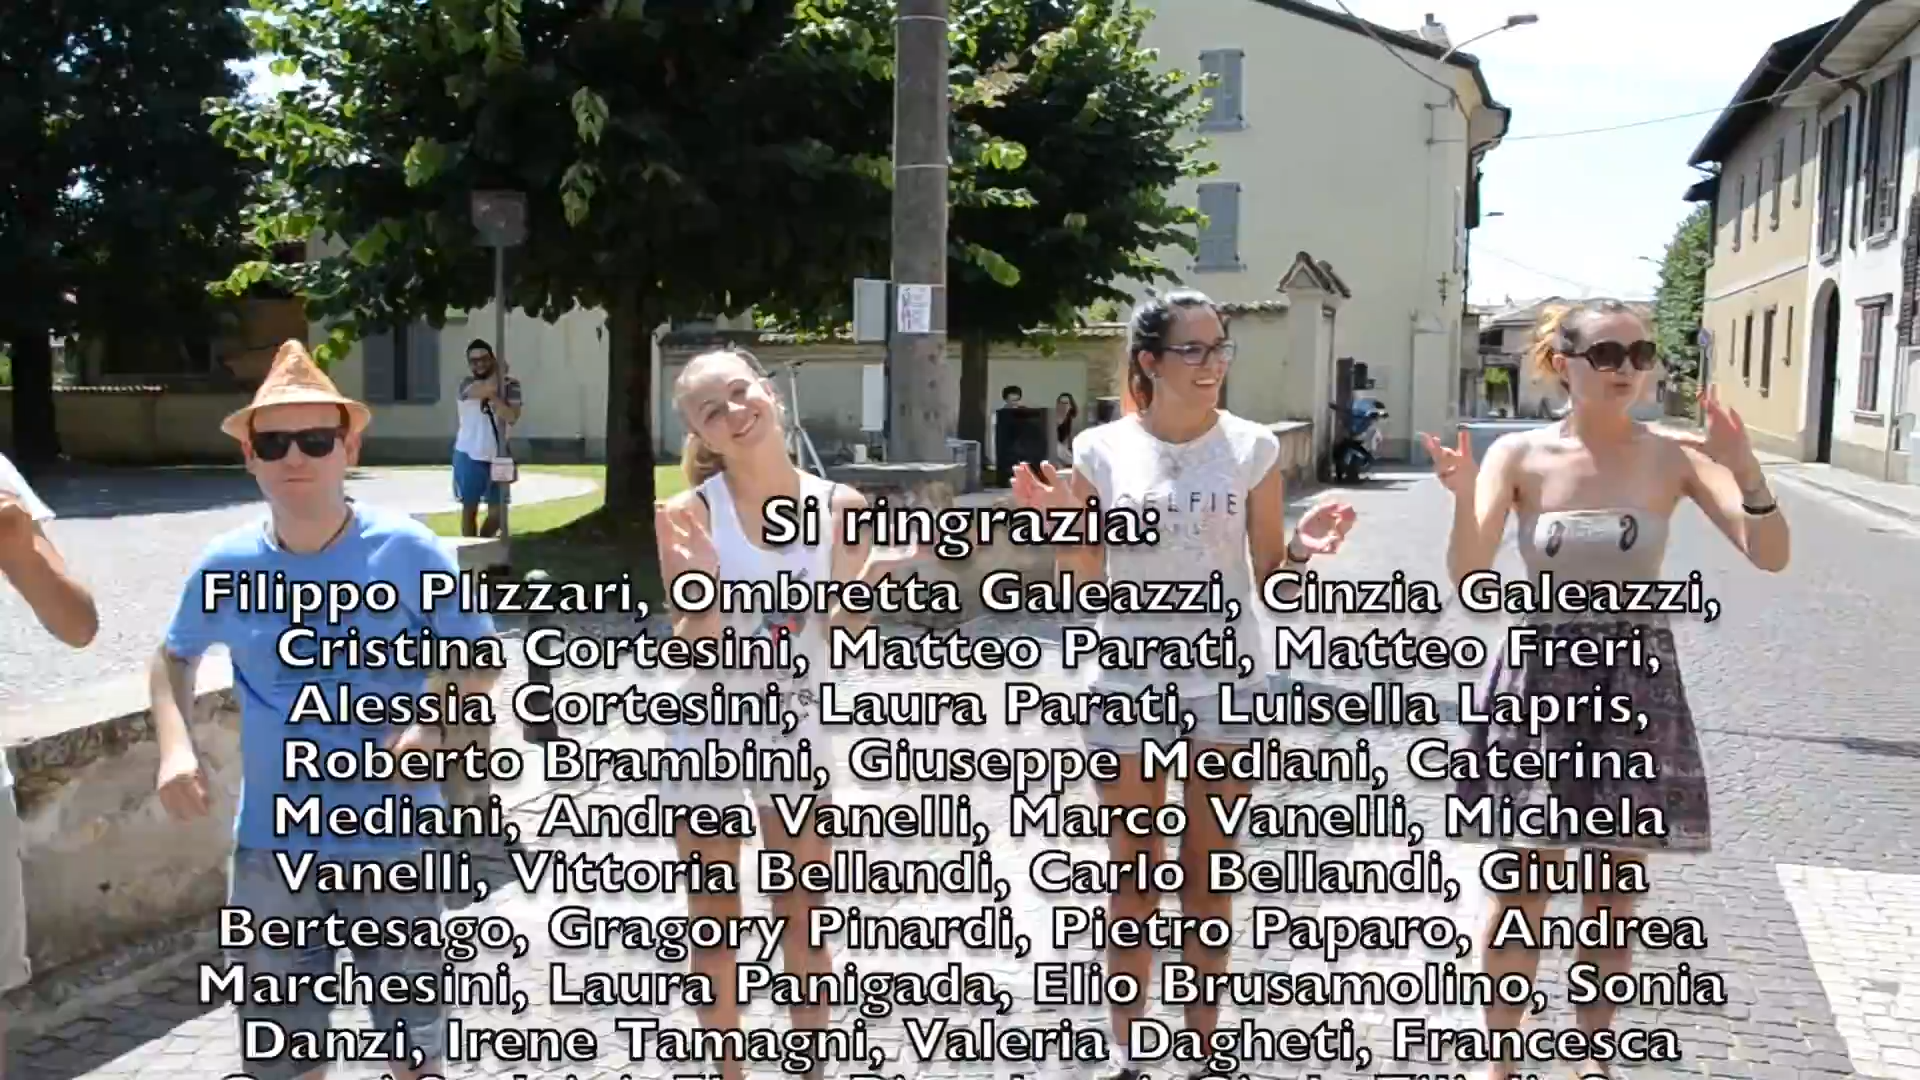 Si ringrazia:
Filippo Plizzari, Ombretta Galeazzi, Cinzia Galeazzi,
Cristina Cortesini, Matteo Parati, Matteo Freri,
Alessia Cortesini, Laura Parati, Luisella Lapris,
Roberto Brambini, Giuseppe Mediani, Caterina
Mediani, Andrea Vanelli, Marco Vanelli, Michela
Vanelli, Vittoria Bellandi, Carlo Bellandi, Giulia
Bertesago, Gragory Pinardi, Pietro Paparo, Andrea
Marchesini, Laura Panigada, Elio Brusamolino, Sonia
Danzi, Irene Tamagni, Valeria Dagheti, Francesca